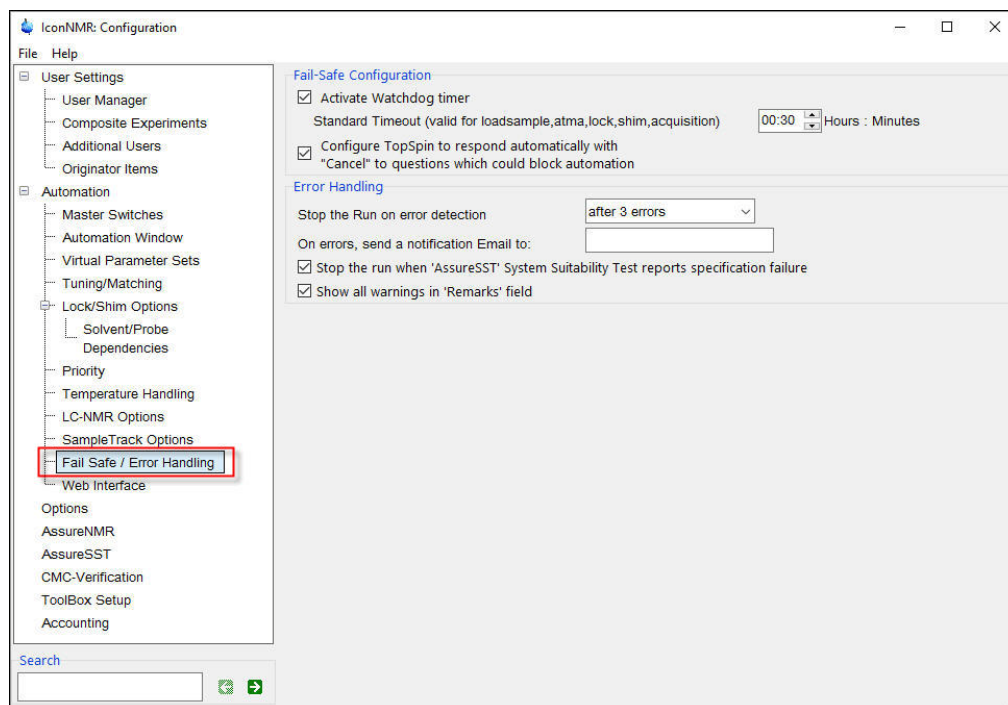 IconNMR: Configuration
File Help
User Settings
User Manager
Composite Experiments
Additional Users
Originator Items
Automation
Master Switches
Automation Window
Virtual Parameter Sets
Tuning/Matching
Lock/Shim Options
Solvent/Probe
Dependencies
Priority
Temperature Handling
LC-NMR Options
SampleTrack Options
Fail Safe / Error Handling
Web Interface
Options
AssureNMR
AssureSST
CMC-Verification
ToolBox Setup
Accounting
Search
Fail-Safe Configuration
Activate Watchdog timer
Standard Timeout (valid for loadsample,atma,lock,shim,acquisition) 00:30 Hours : Minutes
Configure TopSpin to respond automatically with
"Cancel" to questions which could block automation
Error Handling
Stop the Run on error detection after 3 errors
On errors, send a notification Email to:
Stop the run when 'AssureSST' System Suitability Test reports specification failure
Show all warnings in 'Remarks' field